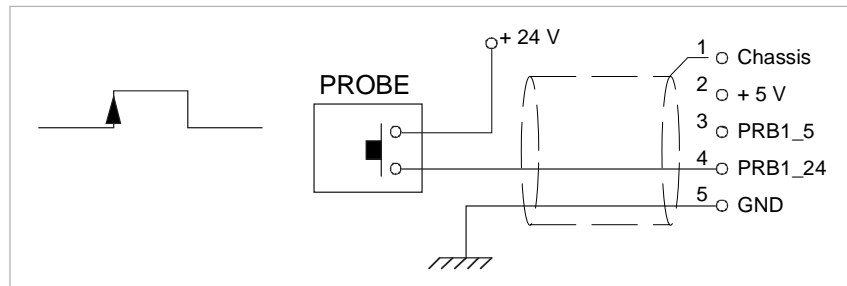 + 24 V
PROBE
1 Chassis
2 + 5 V
3 PRB1_5
4 PRB1_24
5 GND